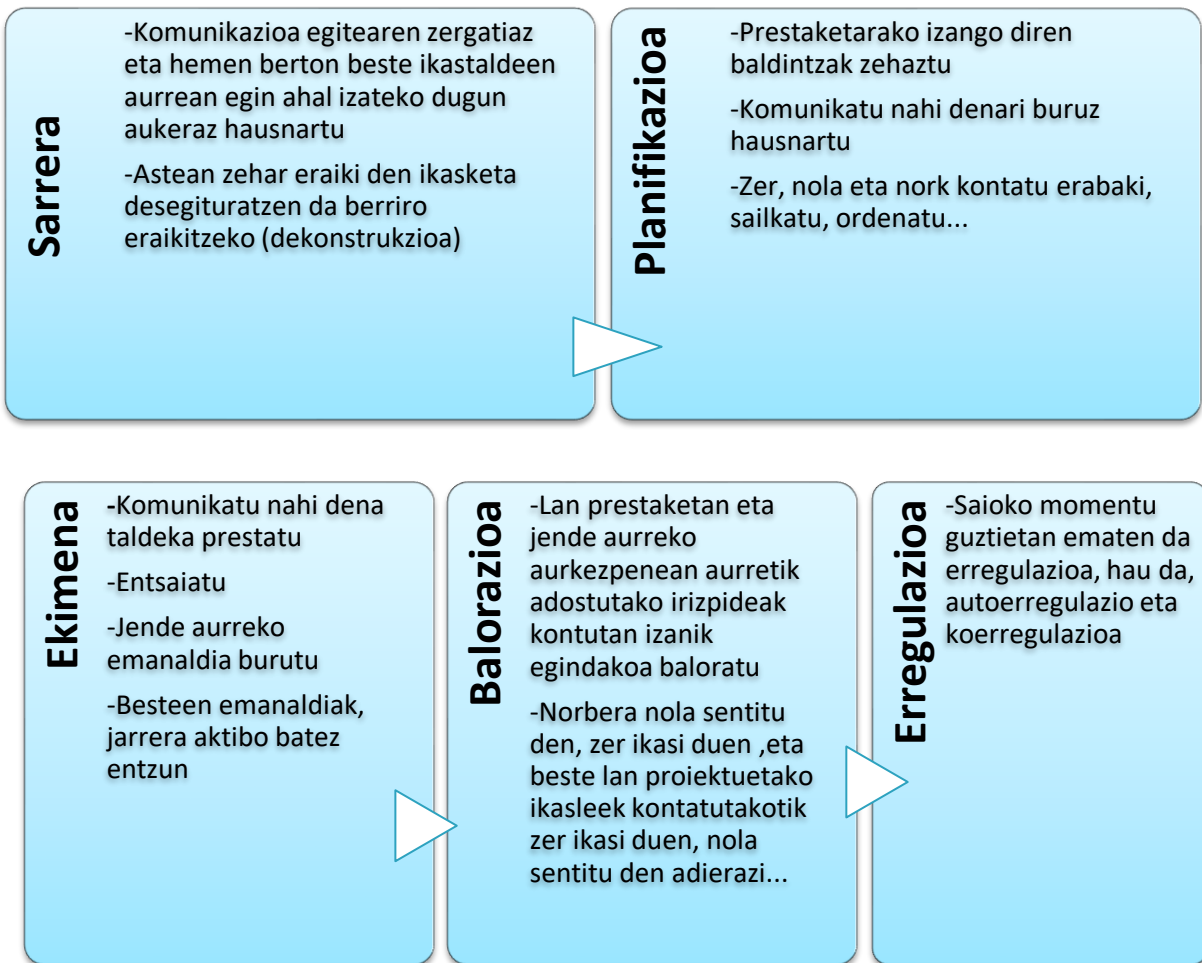 Sarrera
-Komunikazioa egitearen zergatiaz
eta hemen berton beste ikastaldeen
aurrean egin ahal izateko dugun
aukeraz hausnartu
-Astean zehar eraiki den ikasketa
desegituratzen da berriro
eraikitzeko (dekonstrukzioa)
Planifikazioa
-Prestaketarako izango diren
baldintzak zehaztu
-Komunikatu nahi denari buruz
hausnartu
-Zer, nola eta nork kontatu erabaki,
sailkatu, ordenatu...
Ekimena
-Komunikatu nahi dena
taldeka prestatu
-Entsaiatu
-Jende aurreko
emanaldia burutu
-Besteen emanaldiak,
jarrera aktibo batez
entzun
Balorazioa
-Lan prestaketan eta
jende aurreko
aurkezpenean aurretik
adostutako irizpideak
kontutan izanik
egindakoa baloratu
-Norbera nola sentitu
den, zer ikasi duen ,eta
beste lan proiektuetako
ikasleek kontatutakotik
zer ikasi duen, nola
sentitu den adierazi...
Erregulazioa
-Saioko momentu
guztietan ematen da
erregulazioa, hau da,
autoerregulazio eta
koerregulazioa